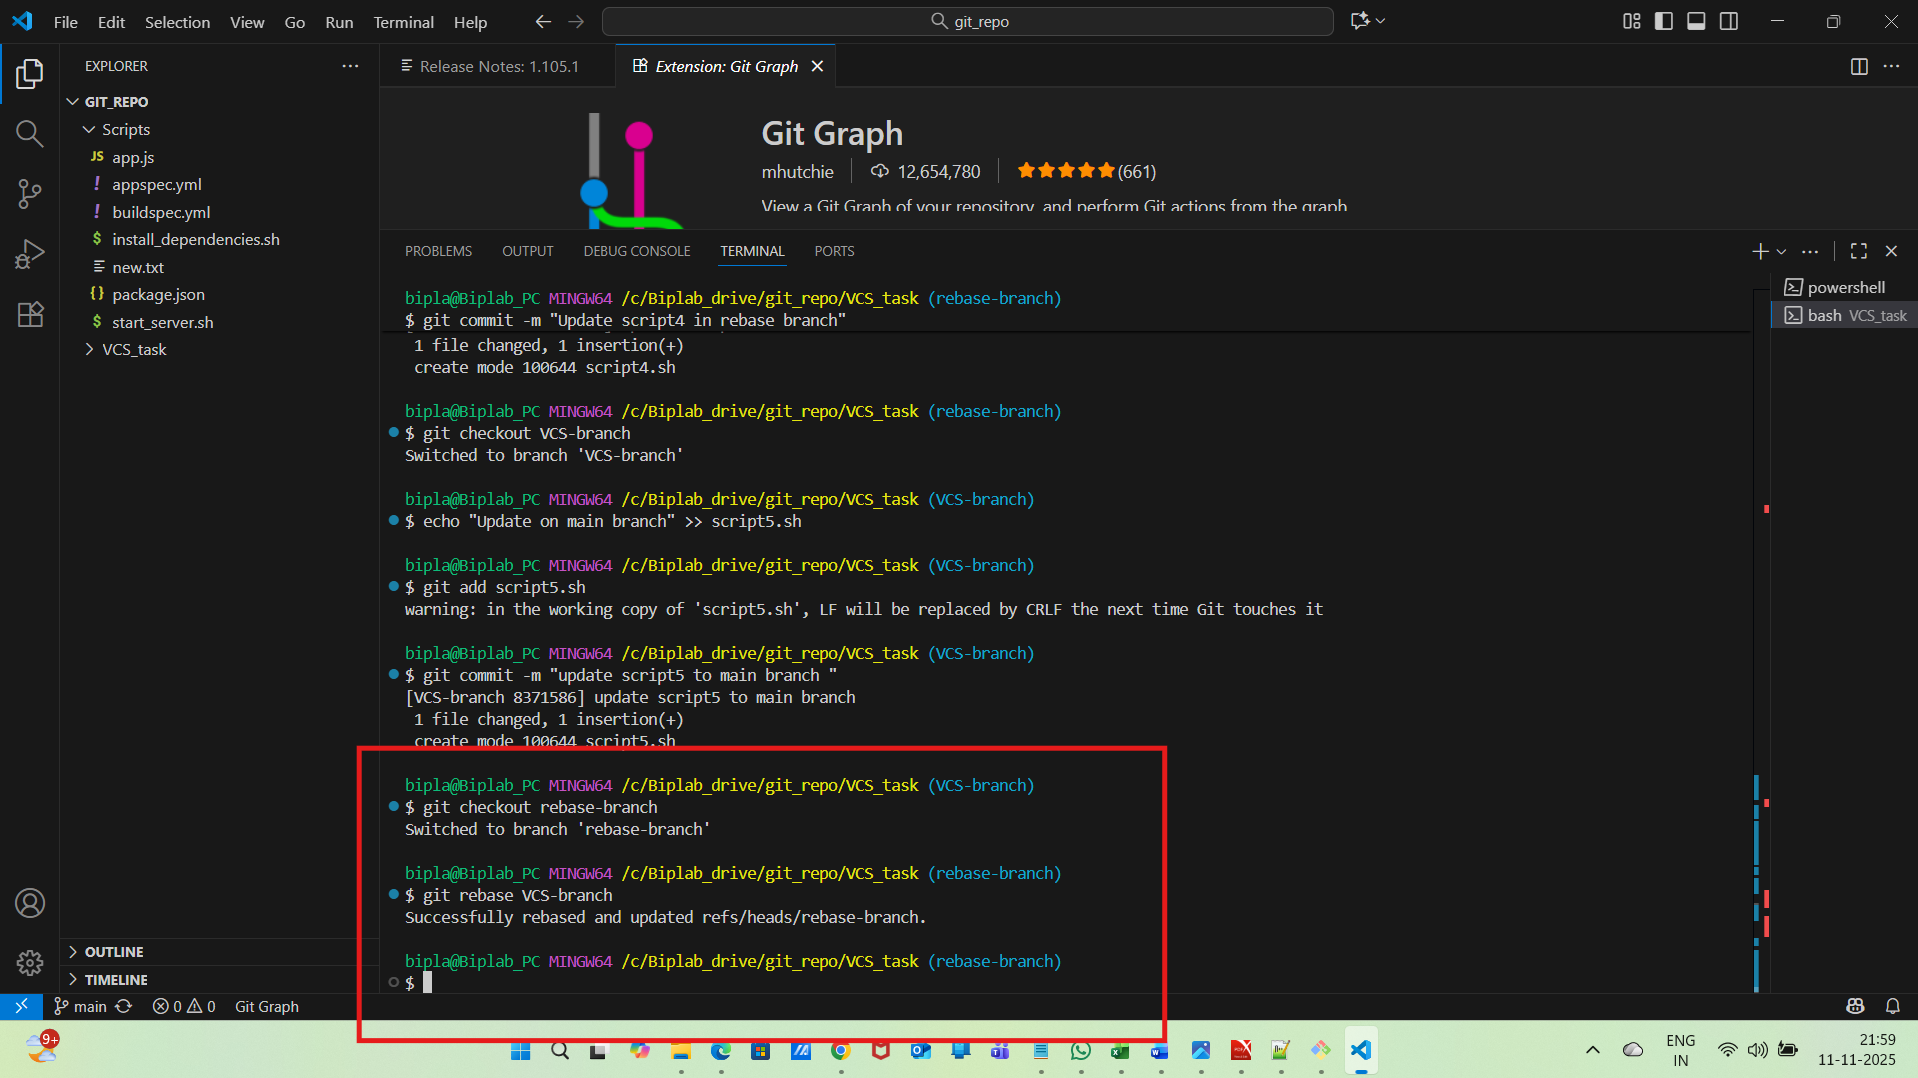 File Edit Selection View Go Run Terminal Help
git_repo
EXPLORER
GIT_REPO
Scripts
JS app.js
! appspec.yml
! buildspec.yml
$ install_dependencies.sh
new.txt
{} package.json
$ start_server.sh
VCS_task
OUTLINE
TIMELINE
Release Notes: 1.105.1
Extension: Git Graph
Git Graph
mhutchie 12,654,780 (661)
View a Git Graph of your repository, and perform Git actions from the graph
PROBLEMS OUTPUT DEBUG CONSOLE TERMINAL PORTS
powershell
bash VCS_task
bipla@Biplab_PC MINGW64 /c/Biplab_drive/git_repo/VCS_task (rebase-branch)
$ git commit -m "Update script4 in rebase branch"
1 file changed, 1 insertion(+)
create mode 100644 script4.sh
bipla@Biplab_PC MINGW64 /c/Biplab_drive/git_repo/VCS_task (rebase-branch)
$ git checkout VCS-branch
Switched to branch 'VCS-branch'
bipla@Biplab_PC MINGW64 /c/Biplab_drive/git_repo/VCS_task (VCS-branch)
$ echo "Update on main branch" >> script5.sh
bipla@Biplab_PC MINGW64 /c/Biplab_drive/git_repo/VCS_task (VCS-branch)
$ git add script5.sh
warning: in the working copy of 'script5.sh', LF will be replaced by CRLF the next time Git touches it
bipla@Biplab_PC MINGW64 /c/Biplab_drive/git_repo/VCS_task (VCS-branch)
$ git commit -m "update script5 to main branch "
[VCS-branch 8371586] update script5 to main branch
1 file changed, 1 insertion(+)
create mode 100644 script5.sh
bipla@Biplab_PC MINGW64 /c/Biplab_drive/git_repo/VCS_task (VCS-branch)
$ git checkout rebase-branch
Switched to branch 'rebase-branch'
bipla@Biplab_PC MINGW64 /c/Biplab_drive/git_repo/VCS_task (rebase-branch)
$ git rebase VCS-branch
Successfully rebased and updated refs/heads/rebase-branch.
bipla@Biplab_PC MINGW64 /c/Biplab_drive/git_repo/VCS_task (rebase-branch)
$
main 0 0 Git Graph
9+
ENG
IN
21:59
11-11-2025